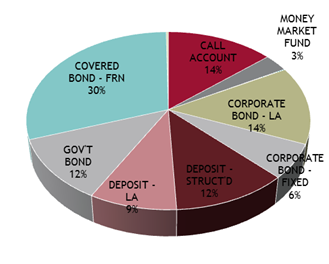 MONEY
MARKET
FUND
3%
CALL
ACCOUNT
14%
COVERED
BOND - FRN
30%
CORPORATE
BOND - LA
14%
GOV'T
BOND
12%
DEPOSIT -
LA
9%
DEPOSIT -
STRUCT'D
12%
CORPORATE
BOND -
FIXED
6%